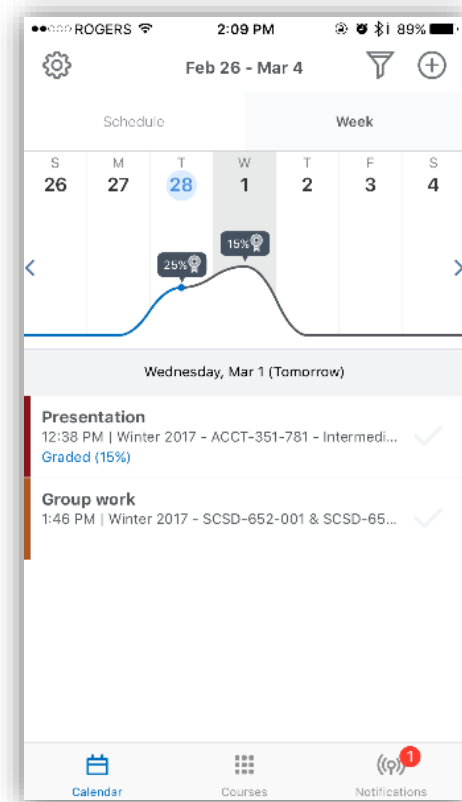 ROGERS 2:09 PM 89%
Feb 26 - Mar 4
Schedule Week
S M T W T F S
26 27 28 1 2 3 4
15%
25%
Wednesday, Mar 1 (Tomorrow)
Presentation
12:38 PM | Winter 2017 - ACCT-351-781 - Intermedi...
Graded (15%)
Group work
1:46 PM | Winter 2017 - SCSD-652-001 & SCSD-65...
1
Calendar Courses Notifications